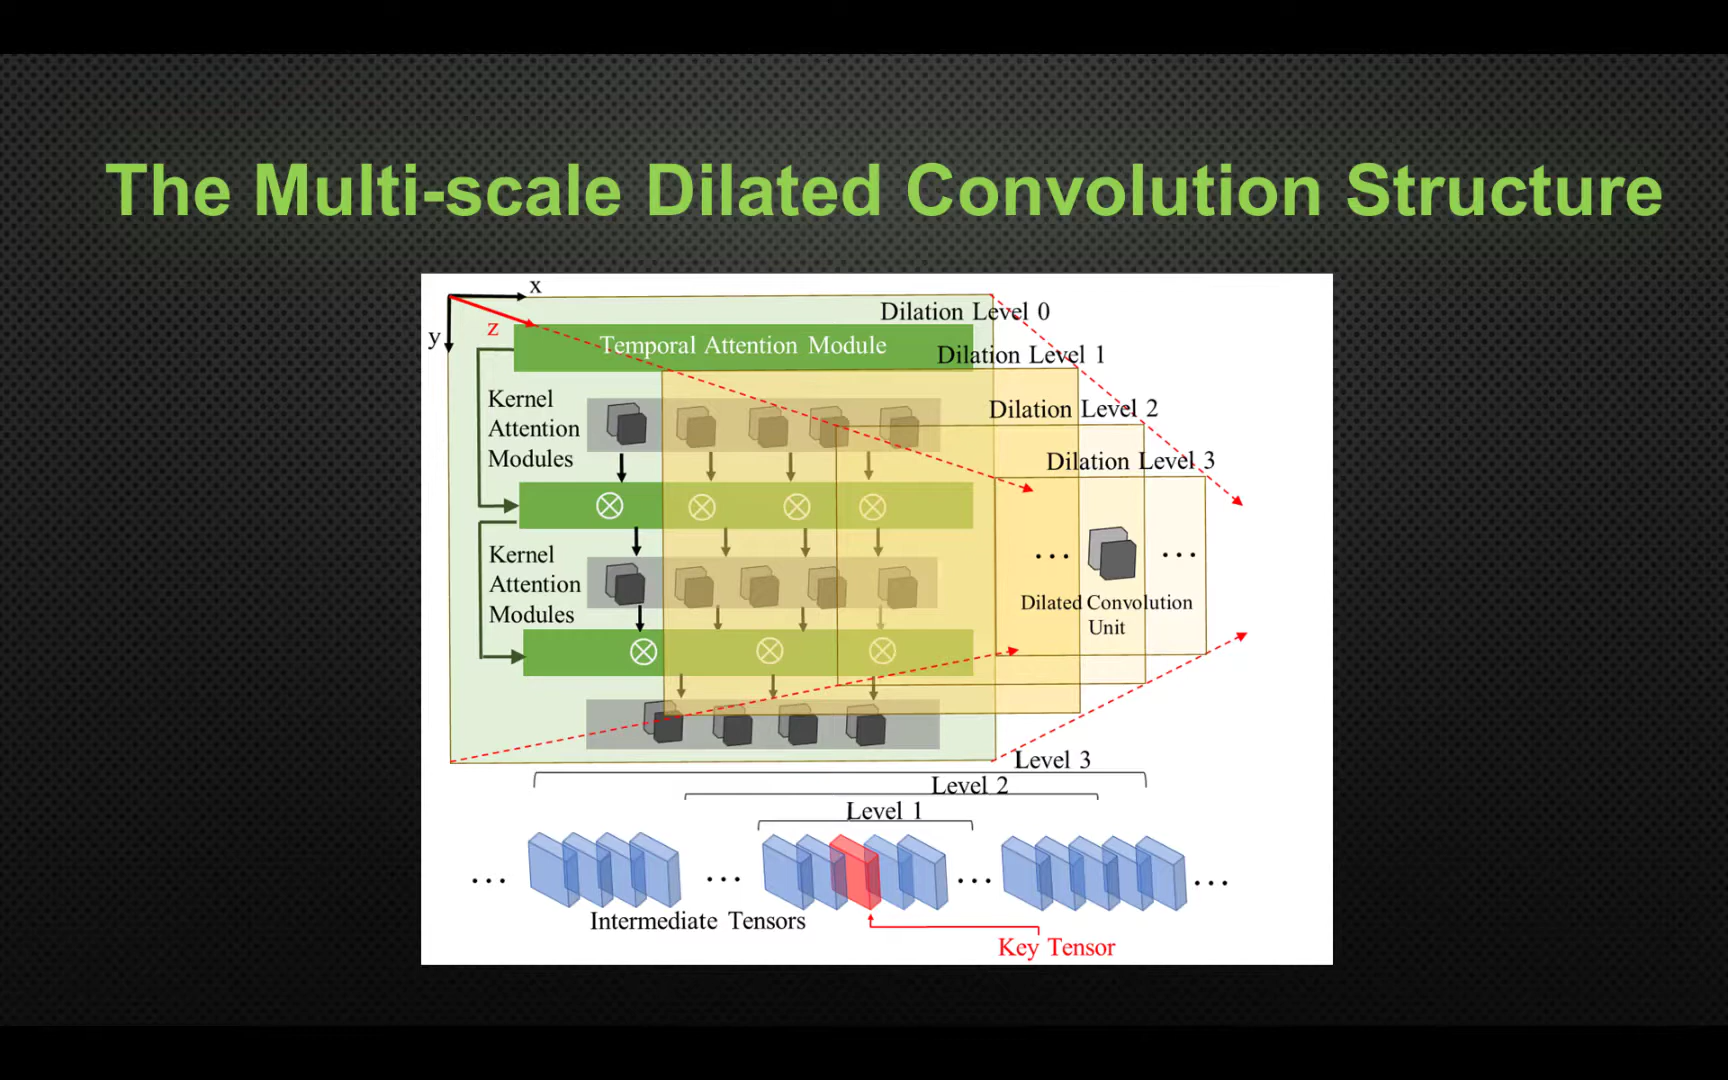 The Multi-scale Dilated Convolution Structure
x
y
z
Dilation Level 0
Temporal Attention Module
Dilation Level 1
Kernel
Attention
Modules
Dilation Level 2
Dilation Level 3
Kernel
Attention
Modules
... ...
Dilated Convolution
Unit
Level 3
Level 2
Level 1
... ... ... ...
Intermediate Tensors
Key Tensor